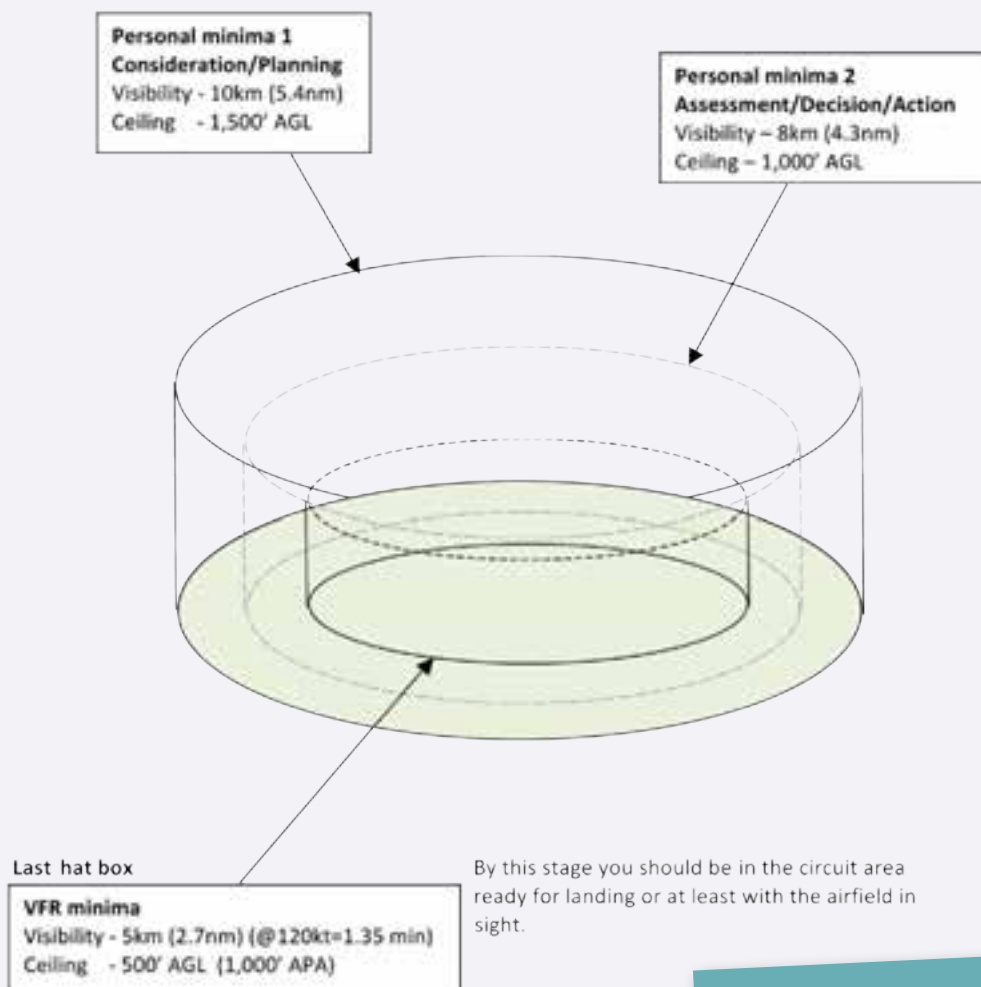 Personal minima 1
Consideration/Planning
Visibility - 10km (5.4nm)
Ceiling - 1,500' AGL
Personal minima 2
Assessment/Decision/Action
Visibility – 8km (4.3nm)
Ceiling – 1,000' AGL
Last hat box
VFR minima
Visibility - 5km (2.7nm) (@120kt=1.35 min)
Ceiling - 500' AGL (1,000' APA)
By this stage you should be in the circuit area
ready for landing or at least with the airfield in
sight.